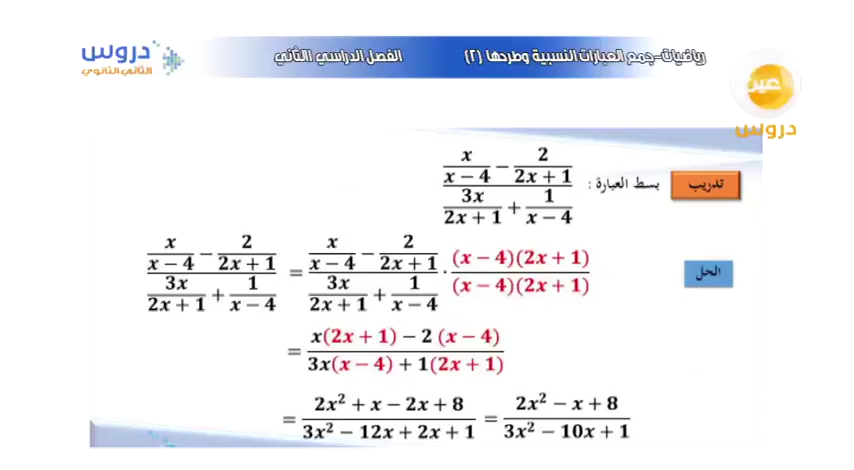 رياضيات-جمع العبارات النسبية وطرحها (٢) الفصل الدراسي الثاني
دروس
الثاني الثانوي
عين
دروس
تدريب
بسط العبارة : (x/(x − 4) − 2/(2x + 1)) / (3x/(2x + 1) + 1/(x − 4))
الحل
(x/(x − 4) − 2/(2x + 1)) / (3x/(2x + 1) + 1/(x − 4)) = (x/(x − 4) − 2/(2x + 1)) / (3x/(2x + 1) + 1/(x − 4)) · (x − 4)(2x + 1) / (x − 4)(2x + 1)
= (x(2x + 1) − 2 (x − 4)) / (3x(x − 4) + 1(2x + 1))
= (2x² + x − 2x + 8) / (3x² − 12x + 2x + 1) = (2x² − x + 8) / (3x² − 10x + 1)